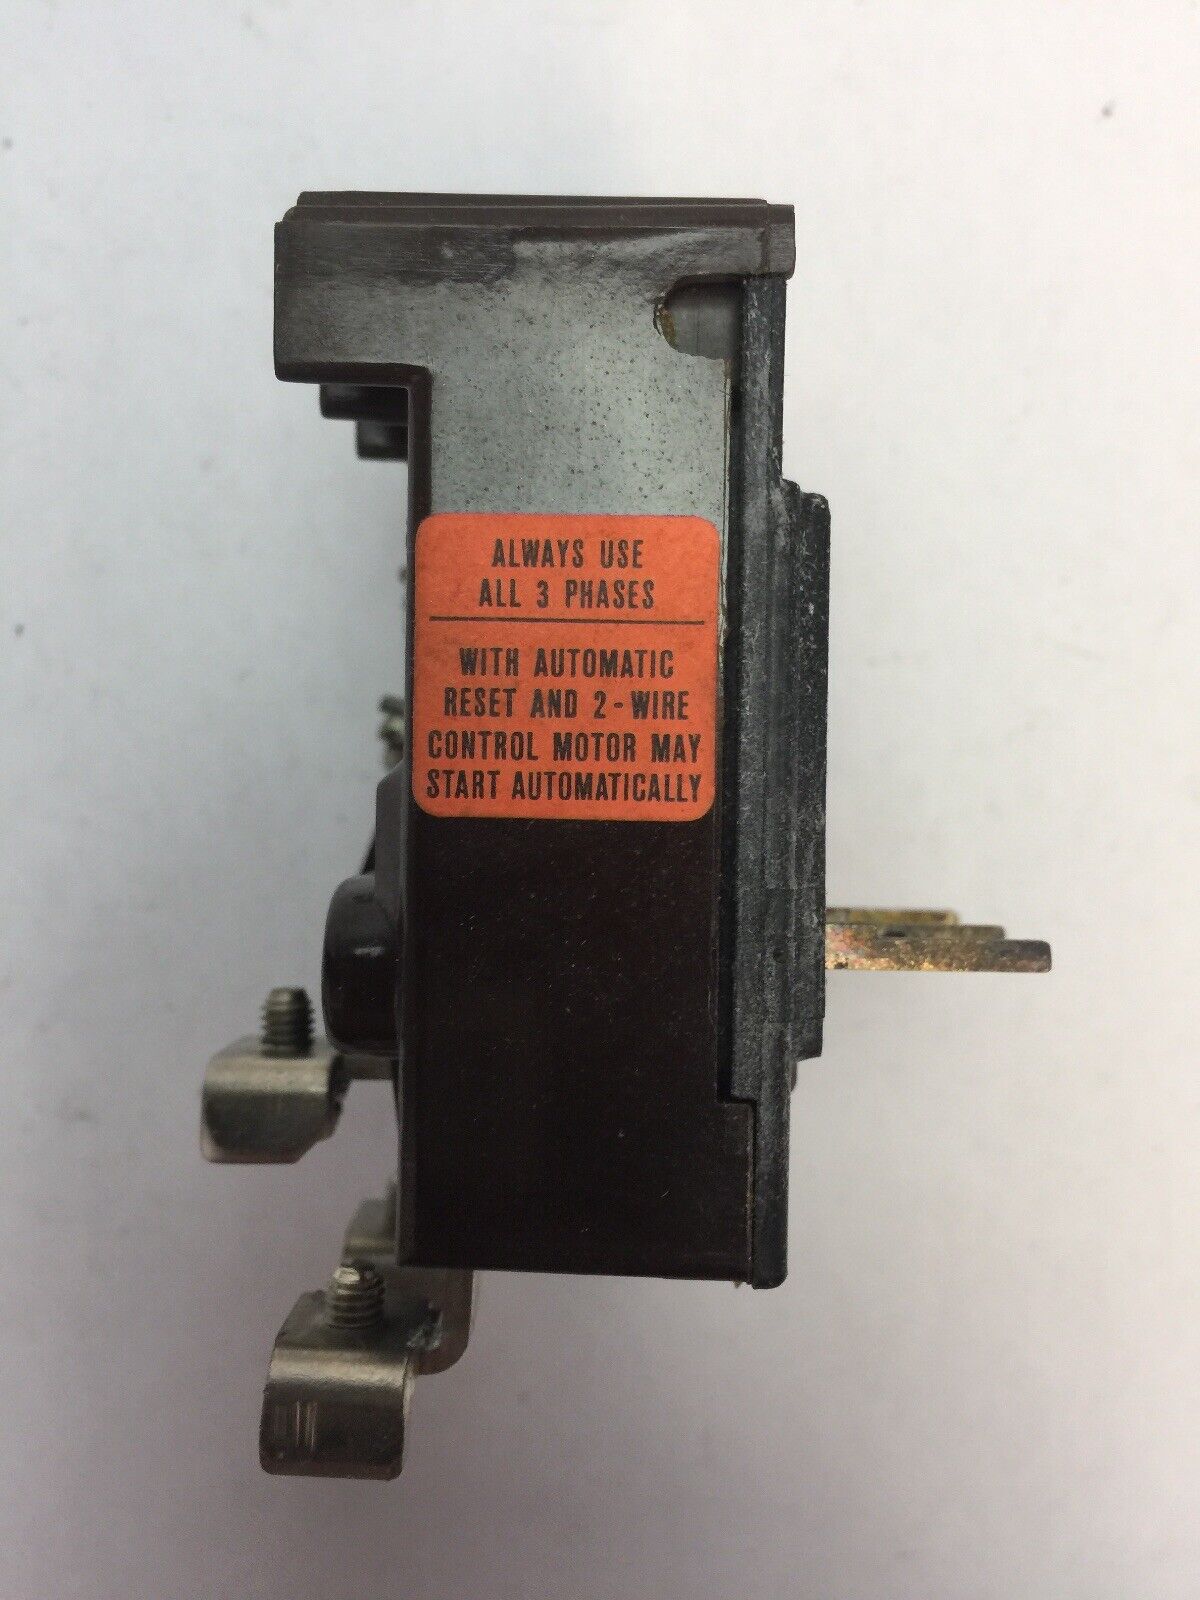 ALWAYS USE
ALL 3 PHASES
WITH AUTOMATIC
RESET AND 2-WIRE
CONTROL MOTOR MAY
START AUTOMATICALLY